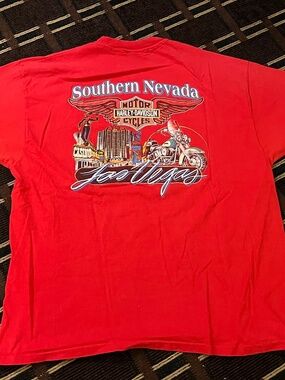 Southern Nevada
MOTOR
HARLEY-DAVIDSON
CYCLES
Las Vegas